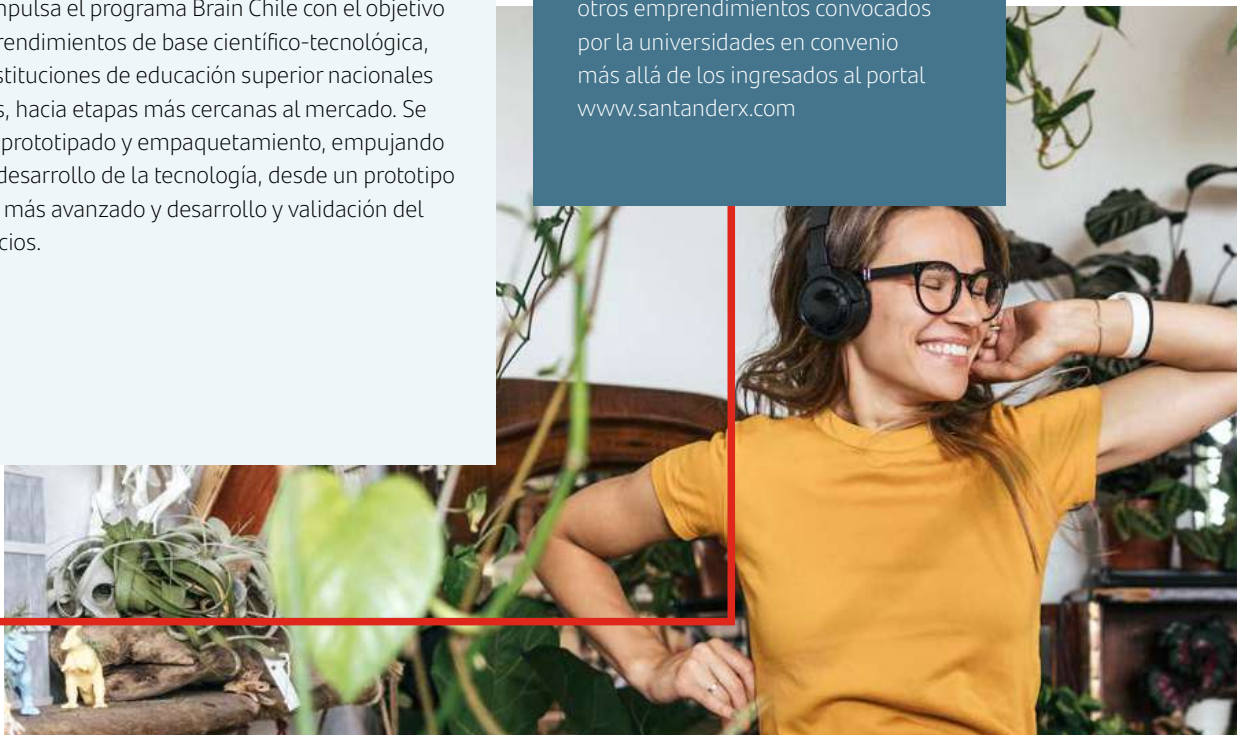 mpulsa el programa Brain Chile con el objetivo
rendimientos de base científico-tecnológica,
stituciones de educación superior nacionales
s, hacia etapas más cercanas al mercado. Se
prototipado y empaquetamiento, empujando
desarrollo de la tecnología, desde un prototipo
más avanzado y desarrollo y validación del
cios.
otros emprendimientos convocados
por la universidades en convenio
más allá de los ingresados al portal
www.santanderx.com